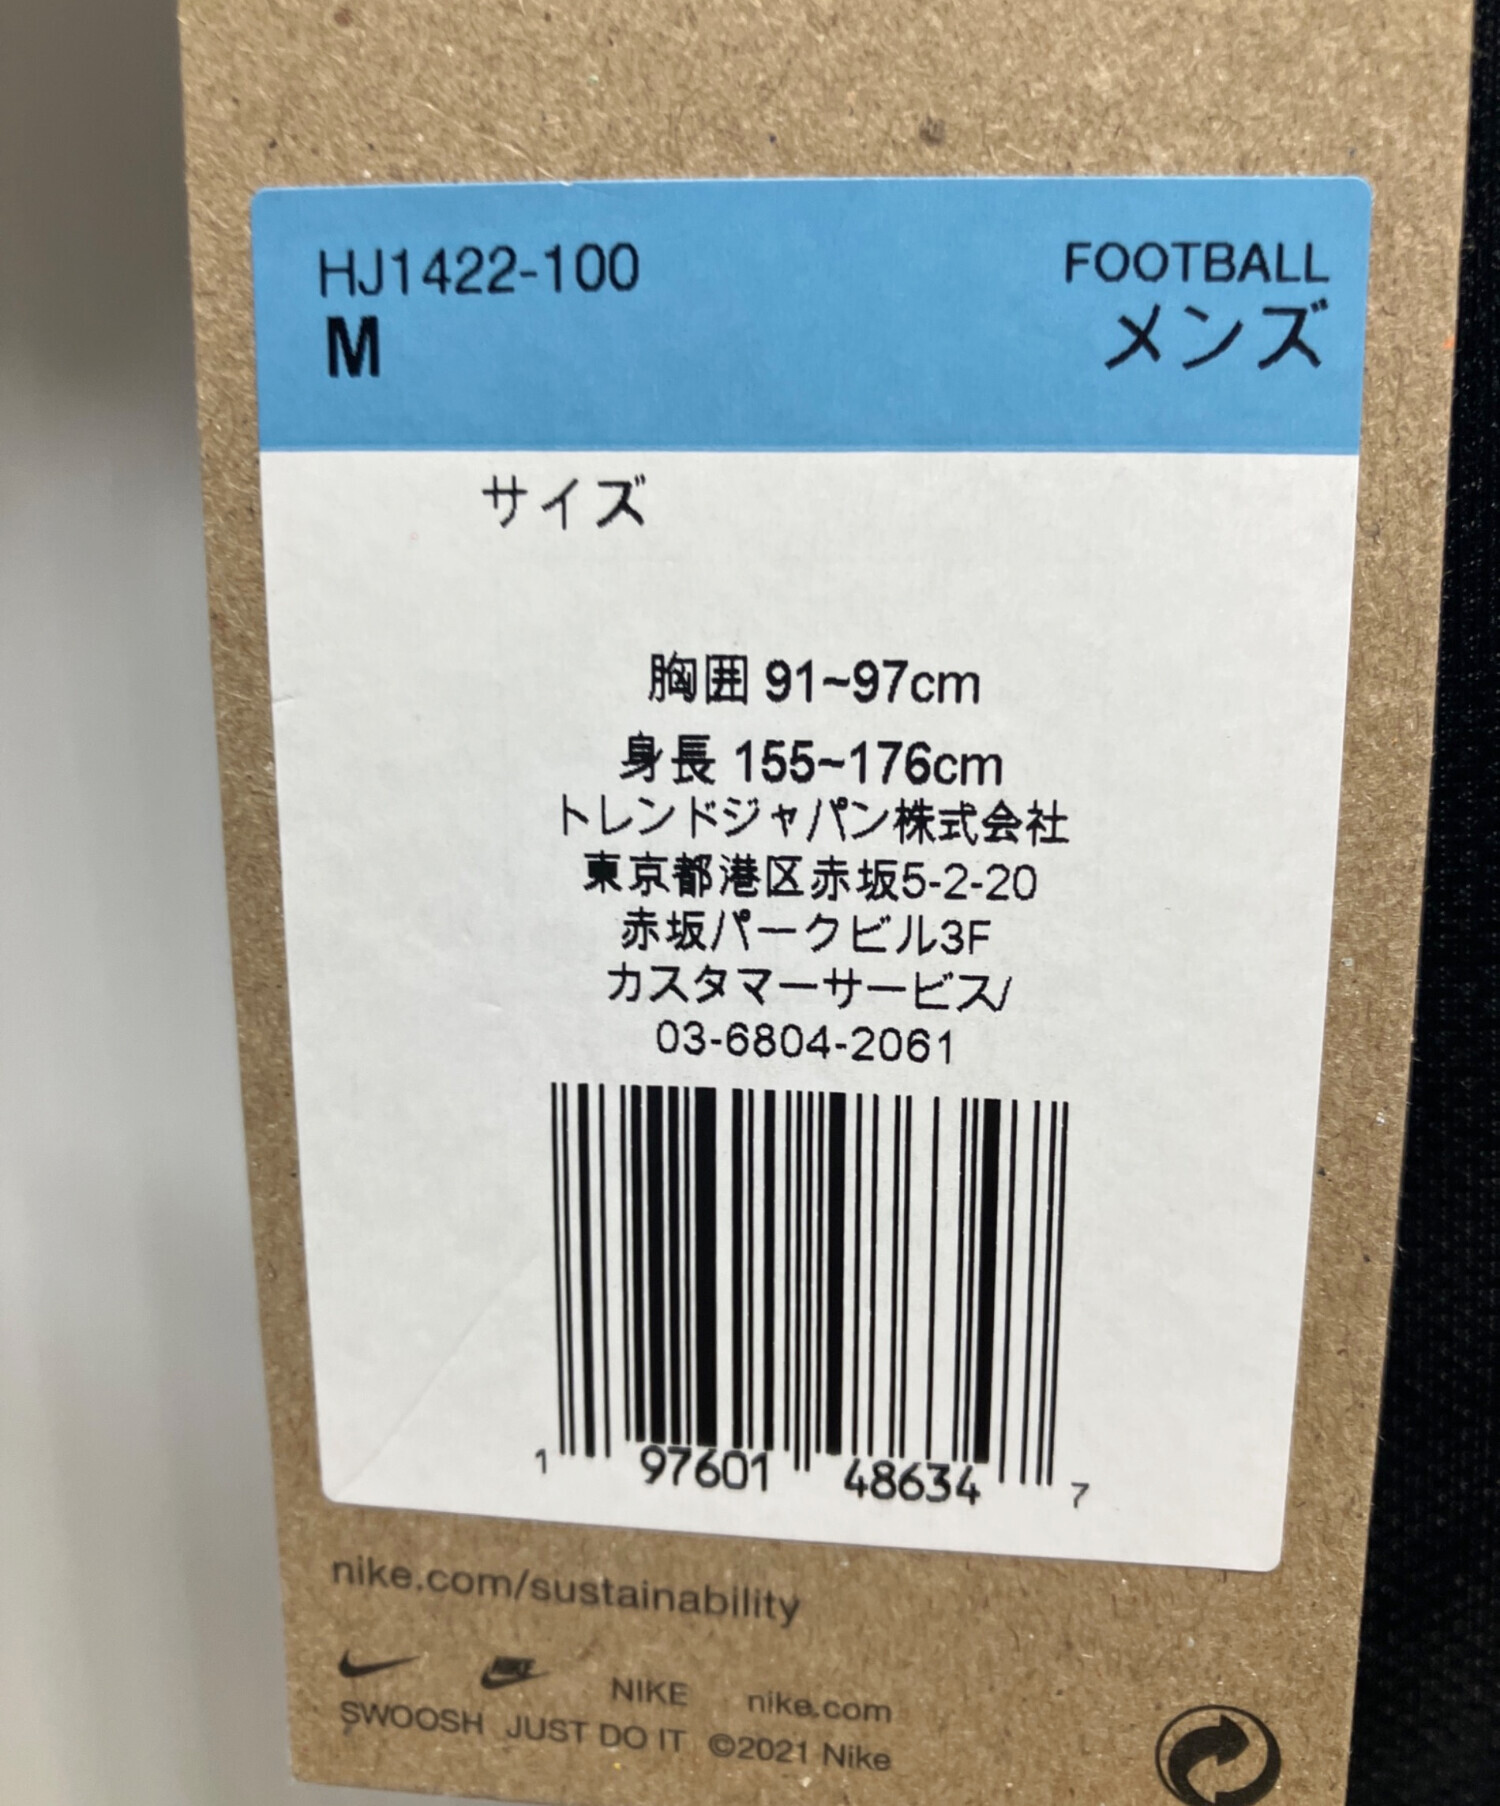 HJ1422-100 FOOTBALL
M メンズ
サイズ
胸囲 91~97cm
身長 155~176cm
トレンドジャパン株式会社
東京都港区赤坂5-2-20
赤坂パークビル3F
カスタマーサービス/
03-6804-2061
1 97601 48634 7
nike.com/sustainability
NIKE NIKE nike.com
SWOOSH JUST DO IT ©2021 Nike